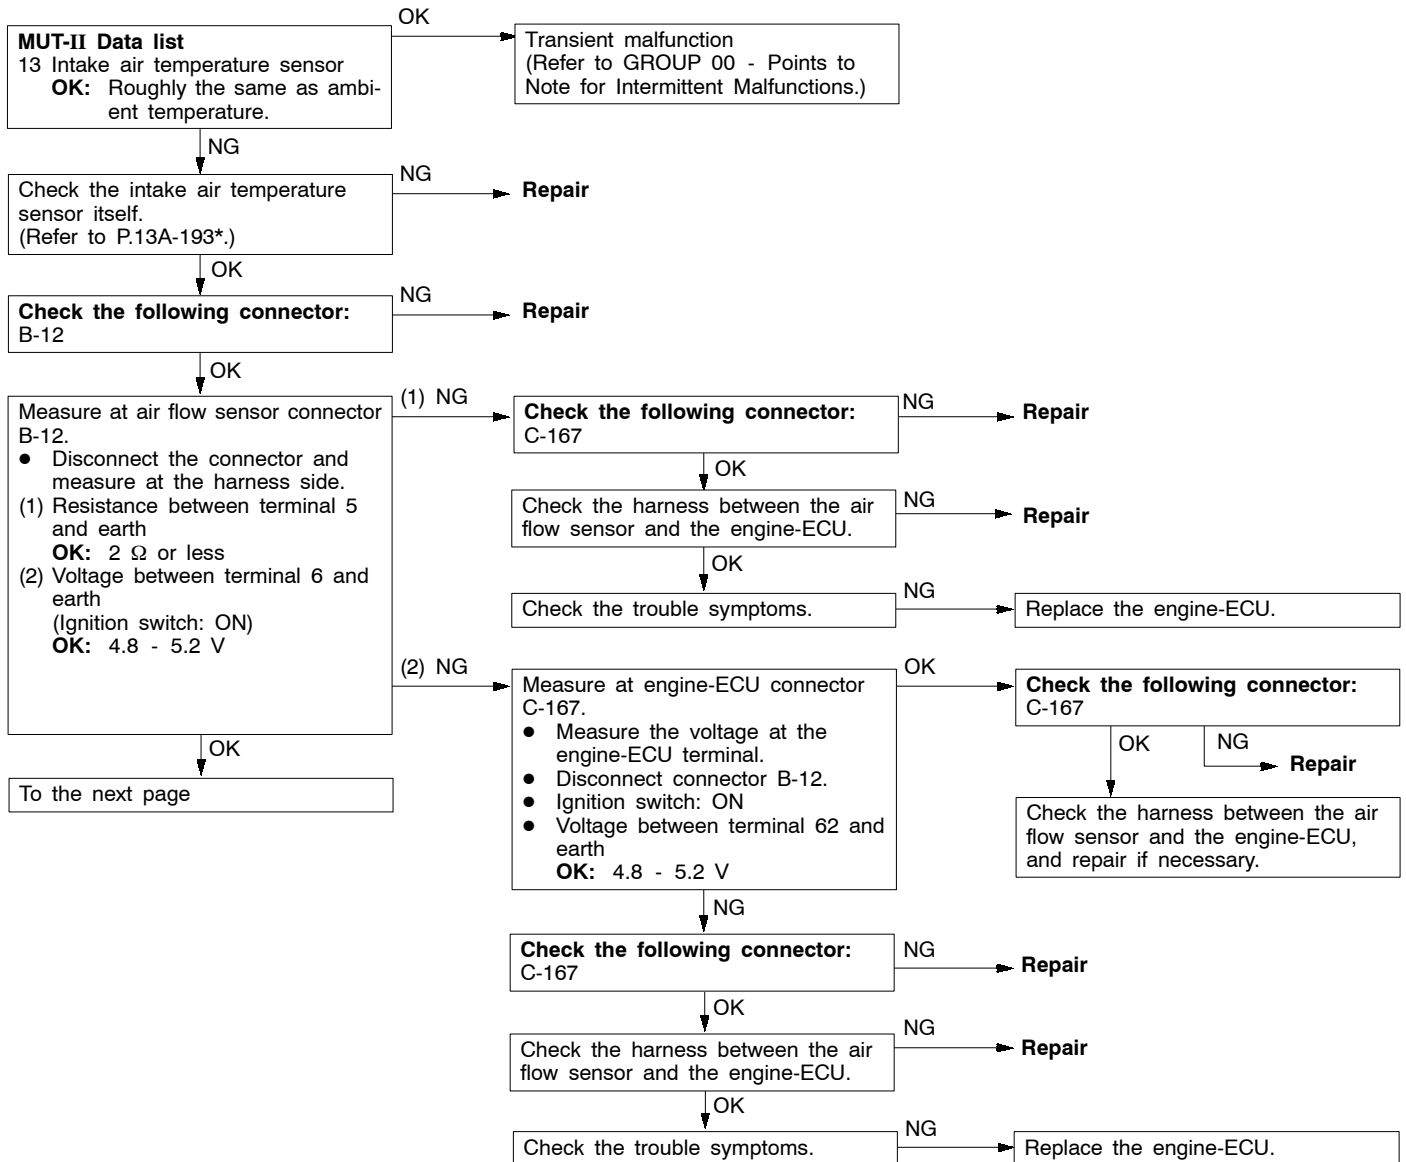 OK
MUT-II Data list
13 Intake air temperature sensor
OK: Roughly the same as ambi-
ent temperature.
Transient malfunction
(Refer to GROUP 00 - Points to
Note for Intermittent Malfunctions.)
NG
Check the intake air temperature
sensor itself.
(Refer to P.13A-193*.)
NG
Repair
OK
Check the following connector:
B-12
NG
Repair
OK
Measure at air flow sensor connector
B-12.
● Disconnect the connector and
measure at the harness side.
(1) Resistance between terminal 5
and earth
OK: 2 Ω or less
(2) Voltage between terminal 6 and
earth
(Ignition switch: ON)
OK: 4.8 - 5.2 V
(1) NG
Check the following connector:
C-167
NG
Repair
OK
Check the harness between the air
flow sensor and the engine-ECU.
NG
Repair
OK
Check the trouble symptoms.
NG
Replace the engine-ECU.
(2) NG
Measure at engine-ECU connector
C-167.
● Measure the voltage at the
engine-ECU terminal.
● Disconnect connector B-12.
● Ignition switch: ON
● Voltage between terminal 62 and
earth
OK: 4.8 - 5.2 V
OK
Check the following connector:
C-167
OK
NG
Repair
Check the harness between the air
flow sensor and the engine-ECU,
and repair if necessary.
OK
To the next page
NG
Check the following connector:
C-167
NG
Repair
OK
Check the harness between the air
flow sensor and the engine-ECU.
NG
Repair
OK
Check the trouble symptoms.
NG
Replace the engine-ECU.